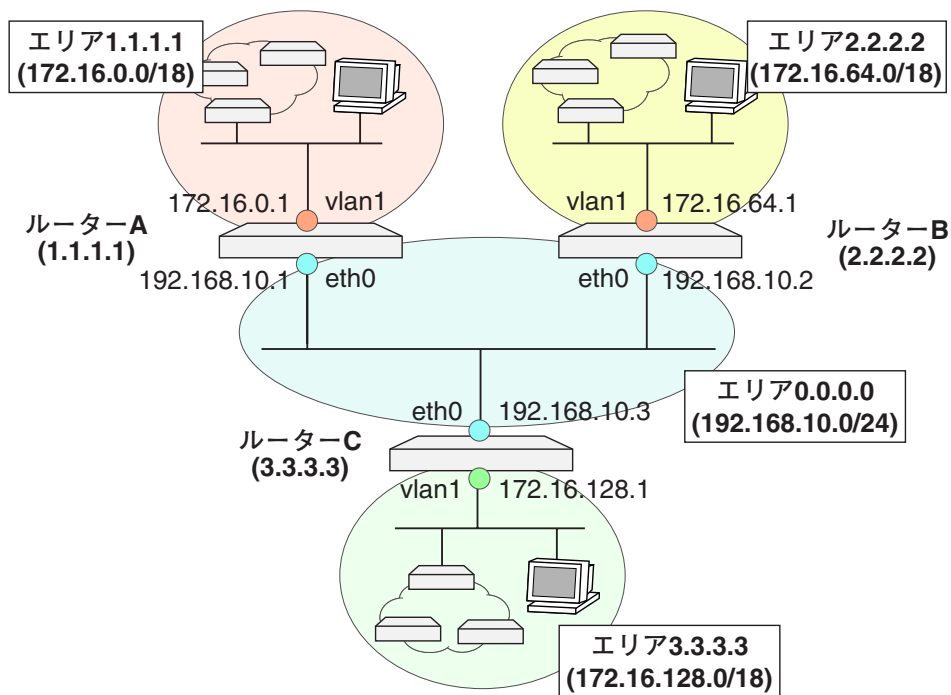 エリア1.1.1.1
(172.16.0.0/18)
エリア2.2.2.2
(172.16.64.0/18)
172.16.0.1 vlan1
vlan1 172.16.64.1
ルーターA
(1.1.1.1)
ルーターB
(2.2.2.2)
192.168.10.1 eth0
eth0 192.168.10.2
エリア0.0.0.0
(192.168.10.0/24)
eth0 192.168.10.3
ルーターC
(3.3.3.3)
vlan1 172.16.128.1
エリア3.3.3.3
(172.16.128.0/18)